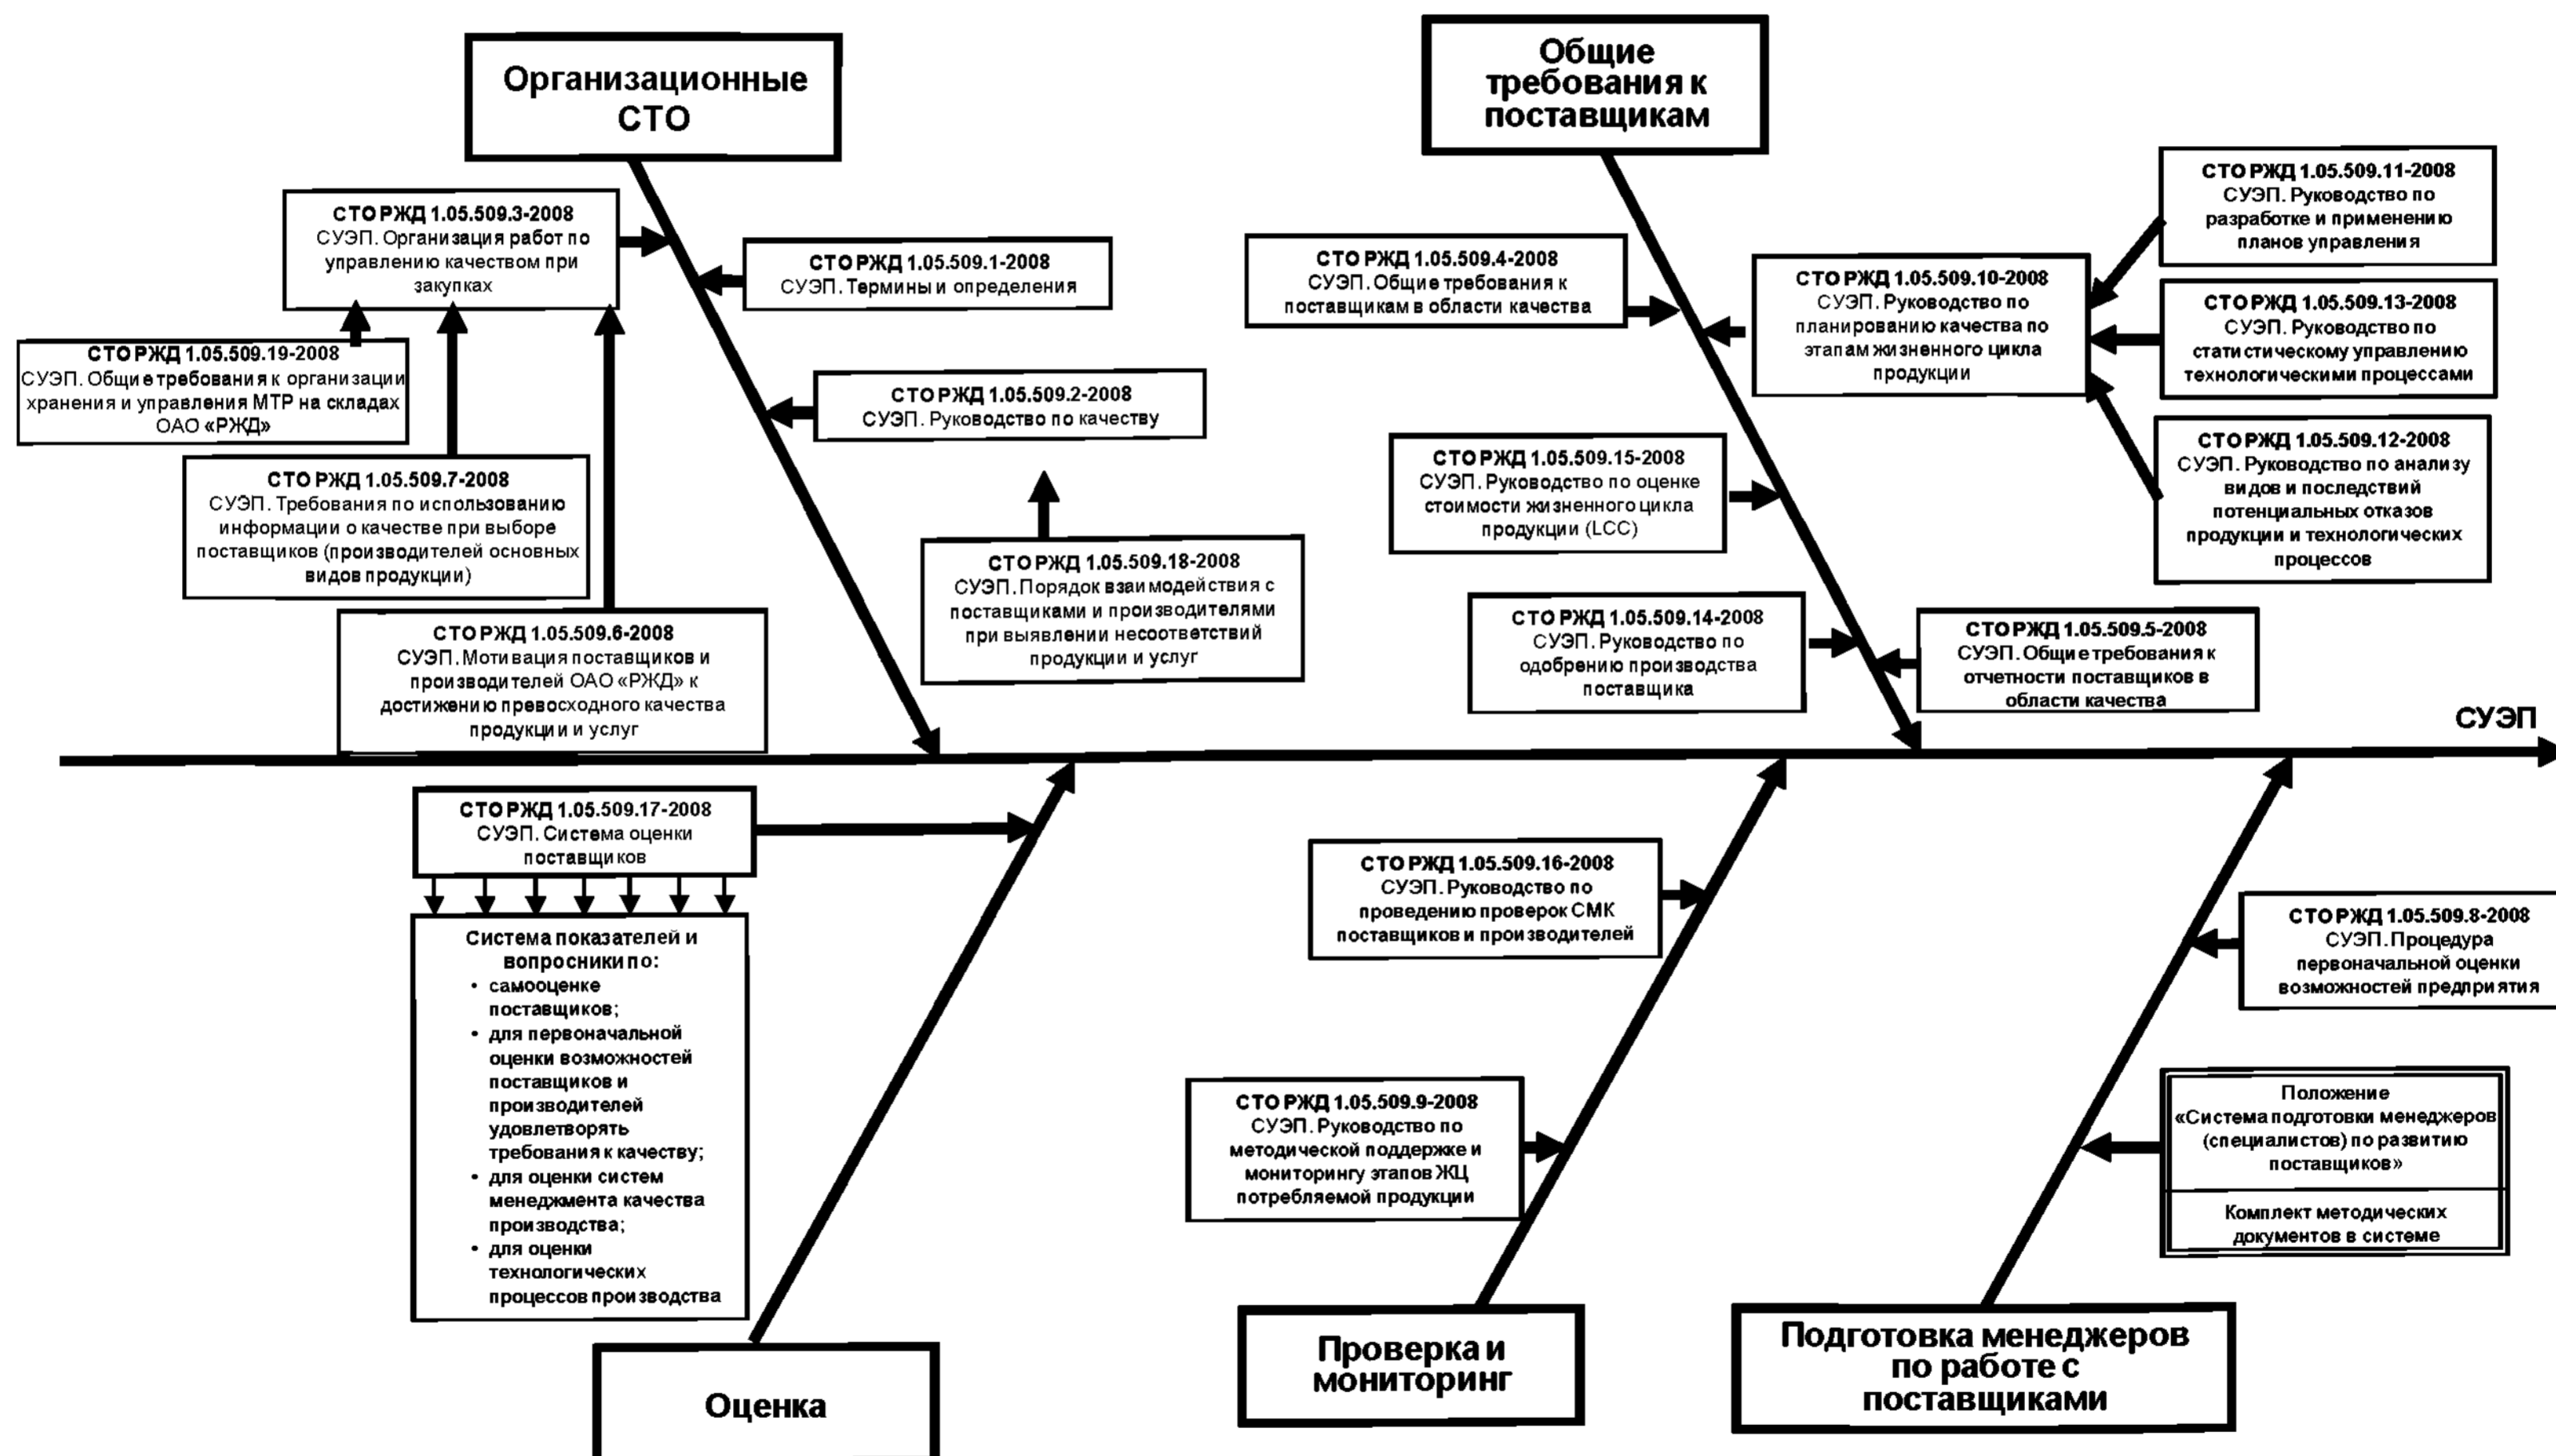 Организационные
СТО
Общие
требования к
поставщикам
СТО РЖД 1.05.509.3-2008
СУЭП. Организация работ по
управлению качеством при
закупках
СТО РЖД 1.05.509.1-2008
СУЭП. Термины и определения
СТО РЖД 1.05.509.19-2008
СУЭП. Общие требования к организации
хранения и управления МТР на складах
ОАО «РЖД»
СТО РЖД 1.05.509.2-2008
СУЭП. Руководство по качеству
СТО РЖД 1.05.509.7-2008
СУЭП. Требования по использованию
информации о качестве при выборе
поставщиков (производителей основных
видов продукции)
СТО РЖД 1.05.509.18-2008
СУЭП. Порядок взаимодействия с
поставщиками и производителями
при выявлении несоответствий
продукции и услуг
СТО РЖД 1.05.509.6-2008
СУЭП. Мотивация поставщиков и
производителей ОАО «РЖД» к
достижению превосходного качества
продукции и услуг
СТО РЖД 1.05.509.4-2008
СУЭП. Общие требования к
поставщикам в области качества
СТО РЖД 1.05.509.10-2008
СУЭП. Руководство по
планированию качества по
этапам жизненного цикла
продукции
СТО РЖД 1.05.509.11-2008
СУЭП. Руководство по
разработке и применению
планов управления
СТО РЖД 1.05.509.13-2008
СУЭП. Руководство по
статистическому управлению
технологическими процессами
СТО РЖД 1.05.509.12-2008
СУЭП. Руководство по анализу
видов и последствий
потенциальных отказов
продукции и технологических
процессов
СТО РЖД 1.05.509.15-2008
СУЭП. Руководство по оценке
стоимости жизненного цикла
продукции (LCC)
СТО РЖД 1.05.509.14-2008
СУЭП. Руководство по
одобрению производства
поставщика
СТО РЖД 1.05.509.5-2008
СУЭП. Общие требования к
отчетности поставщиков в
области качества
СУЭП
СТО РЖД 1.05.509.17-2008
СУЭП. Система оценки
поставщиков
Система показателей и
вопросники по:
• самооценке
поставщиков;
• для первоначальной
оценки возможностей
поставщиков и
производителей
удовлетворять
требования к качеству;
• для оценки систем
менеджмента качества
производства;
• для оценки
технологических
процессов производства
СТО РЖД 1.05.509.16-2008
СУЭП. Руководство по
проведению проверок СМК
поставщиков и производителей
СТО РЖД 1.05.509.9-2008
СУЭП. Руководство по
методической поддержке и
мониторингу этапов ЖЦ
потребляемой продукции
СТО РЖД 1.05.509.8-2008
СУЭП. Процедура
первоначальной оценки
возможностей предприятия
Положение
«Система подготовки менеджеров
(специалистов) по развитию
поставщиков»
Комплект методических
документов в системе
Оценка
Проверка и
мониторинг
Подготовка менеджеров
по работе с
поставщиками